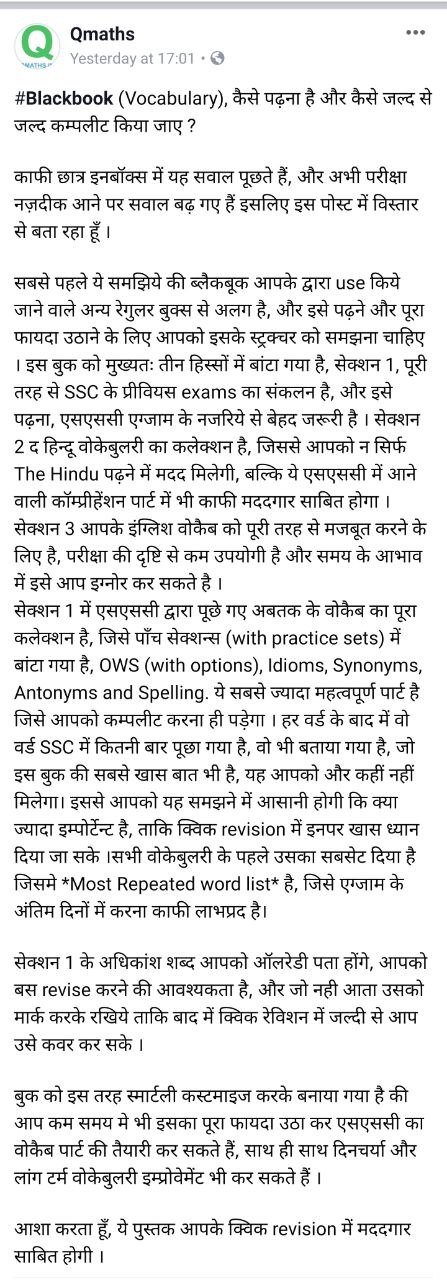 Qmaths
Yesterday at 17:01 ·
#Blackbook (Vocabulary), कैसे पढ़ना है और कैसे जल्द से
जल्द कम्पलीट किया जाए ?
काफी छात्र इनबॉक्स में यह सवाल पूछते हैं, और अभी परीक्षा
नज़दीक आने पर सवाल बढ़ गए हैं इसलिए इस पोस्ट में विस्तार
से बता रहा हूँ ।
सबसे पहले ये समझिये की ब्लैकबूक आपके द्वारा use किये
जाने वाले अन्य रेगुलर बुक्स से अलग है, और इसे पढ़ने और पूरा
फायदा उठाने के लिए आपको इसके स्ट्रक्चर को समझना चाहिए
। इस बुक को मुख्यतः तीन हिस्सों में बांटा गया है, सेक्शन 1, पूरी
तरह से SSC के प्रीवियस exams का संकलन है, और इसे
पढ़ना, एसएससी एग्जाम के नजरिये से बेहद जरूरी है । सेक्शन
2 द हिन्दू वोकेबुलरी का कलेक्शन है, जिससे आपको न सिर्फ
The Hindu पढ़ने में मदद मिलेगी, बल्कि ये एसएससी में आने
वाली कॉम्प्रीहेंशन पार्ट में भी काफी मददगार साबित होगा ।
सेक्शन 3 आपके इंग्लिश वोकैब को पूरी तरह से मजबूत करने के
लिए है, परीक्षा की दृष्टि से कम उपयोगी है और समय के आभाव
में इसे आप इग्नोर कर सकते है ।
सेक्शन 1 में एसएससी द्वारा पूछे गए अबतक के वोकैब का पूरा
कलेक्शन है, जिसे पाँच सेक्शन्स (with practice sets) में
बांटा गया है, OWS (with options), Idioms, Synonyms,
Antonyms and Spelling. ये सबसे ज्यादा महत्वपूर्ण पार्ट है
जिसे आपको कम्पलीट करना ही पड़ेगा । हर वर्ड के बाद में वो
वर्ड SSC में कितनी बार पूछा गया है, वो भी बताया गया है, जो
इस बुक की सबसे खास बात भी है, यह आपको और कहीं नहीं
मिलेगा। इससे आपको यह समझने में आसानी होगी कि क्या
ज्यादा इम्पोर्टेन्ट है, ताकि क्विक revision में इनपर खास ध्यान
दिया जा सके ।सभी वोकेबुलरी के पहले उसका सबसेट दिया है
जिसमे *Most Repeated word list* है, जिसे एग्जाम के
अंतिम दिनों में करना काफी लाभप्रद है।
सेक्शन 1 के अधिकांश शब्द आपको ऑलरेडी पता होंगे, आपको
बस revise करने की आवश्यकता है, और जो नही आता उसको
मार्क करके रखिये ताकि बाद में क्विक रेविशन में जल्दी से आप
उसे कवर कर सके ।
बुक को इस तरह स्मार्टली कस्टमाइज करके बनाया गया है की
आप कम समय मे भी इसका पूरा फायदा उठा कर एसएससी का
वोकैब पार्ट की तैयारी कर सकते हैं, साथ ही साथ दिनचर्या और
लांग टर्म वोकेबुलरी इम्प्रोवेमेंट भी कर सकते हैं ।
आशा करता हूँ, ये पुस्तक आपके क्विक revision में मददगार
साबित होगी ।